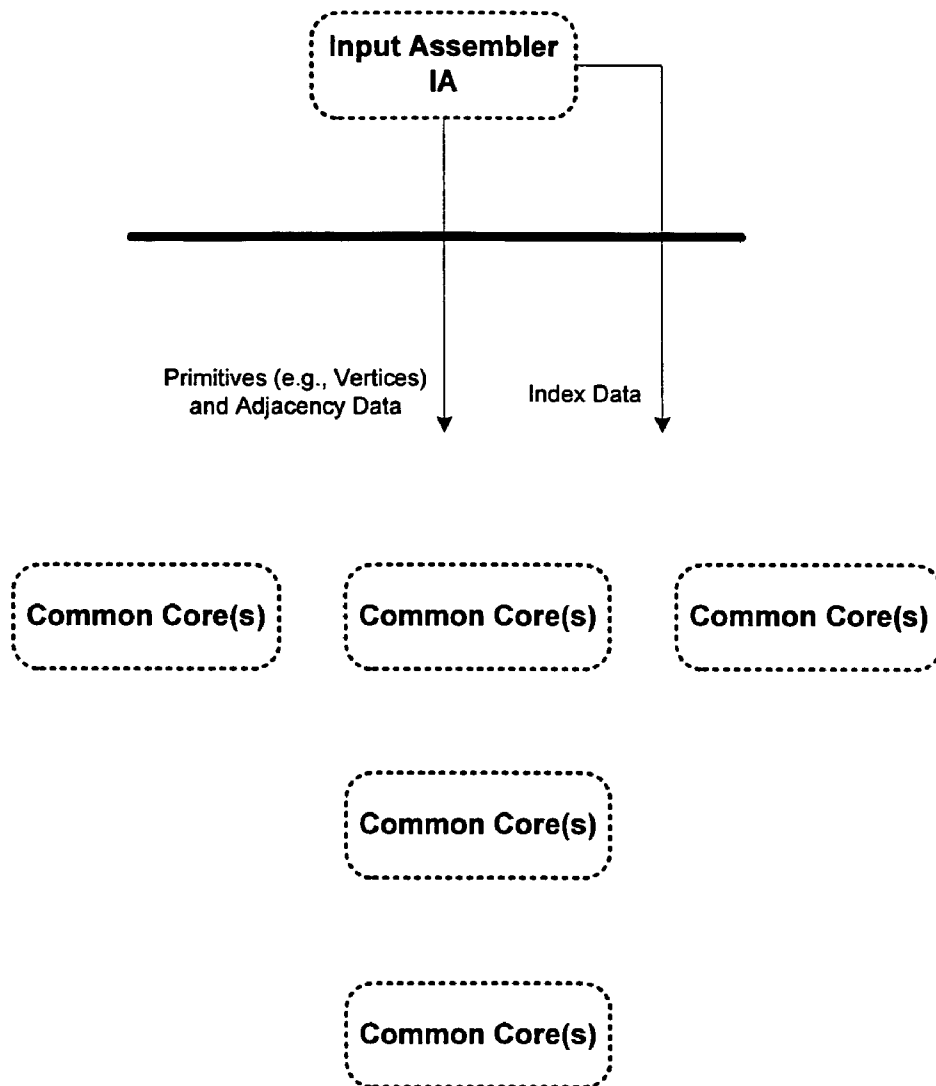 Input Assembler
IA
Primitives (e.g., Vertices)
and Adjacency Data
Index Data
Common Core(s)
Common Core(s)
Common Core(s)
Common Core(s)
Common Core(s)